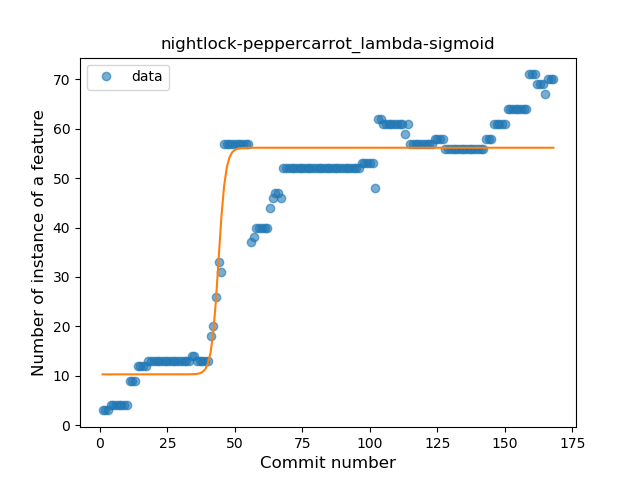 nightlock-peppercarrot_lambda-sigmoid
data
Number of instance of a feature
70
60
50
40
30
20
10
0
0 25 50 75 100 125 150 175
Commit number